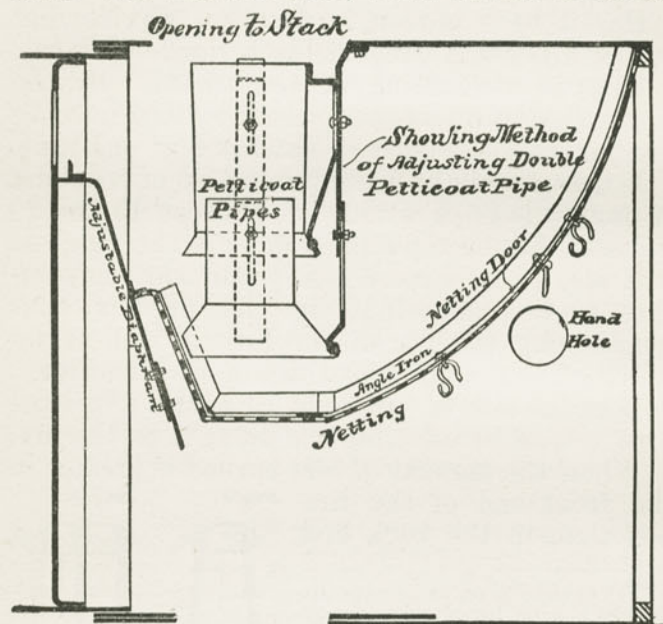 Opening to Stack
Showing Method
of Adjusting Double
Petticoat Pipe
Petticoat
Pipes
Adjustable Diaphram
Netting Door
Hand
Hole
Angle Iron
Netting